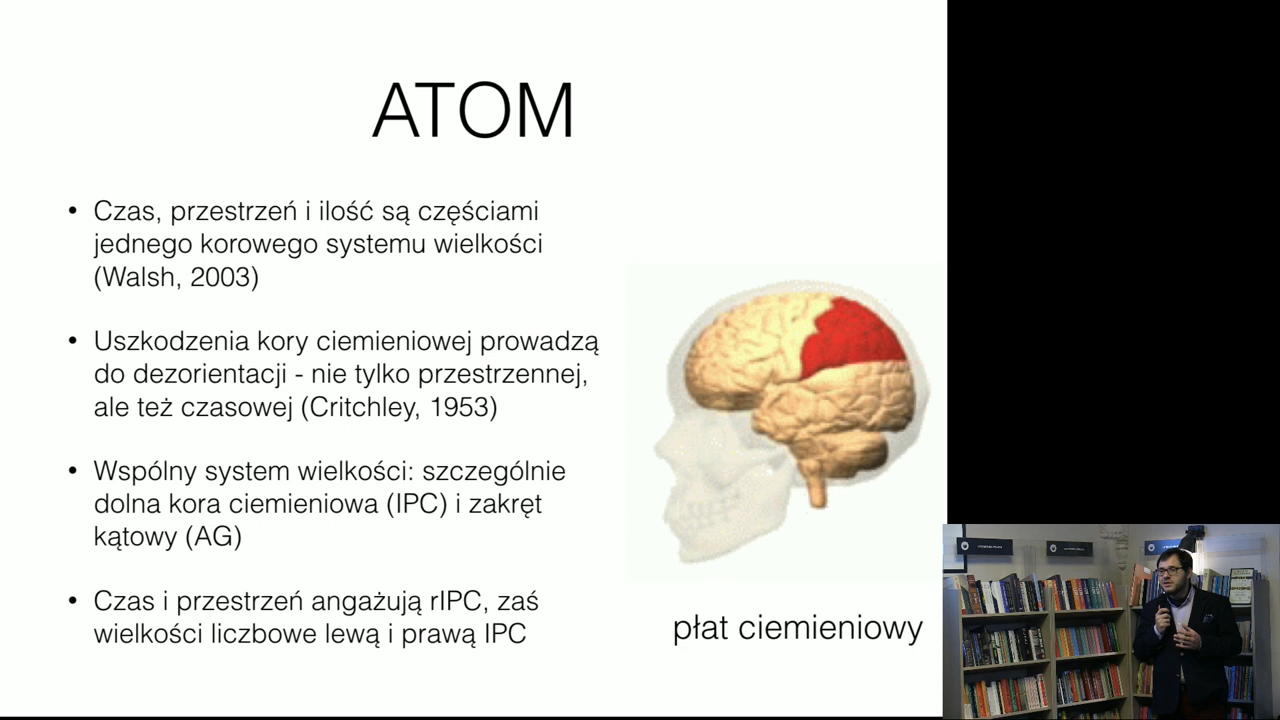 ATOM
• Czas, przestrzeń i ilość są częściami
jednego korowego systemu wielkości
(Walsh, 2003)
• Uszkodzenia kory ciemieniowej prowadzą
do dezorientacji - nie tylko przestrzennej,
ale też czasowej (Critchley, 1953)
• Wspólny system wielkości: szczególnie
dolna kora ciemieniowa (IPC) i zakręt
kątowy (AG)
• Czas i przestrzeń angażują rIPC, zaś
wielkości liczbowe lewą i prawą IPC
płat ciemieniowy